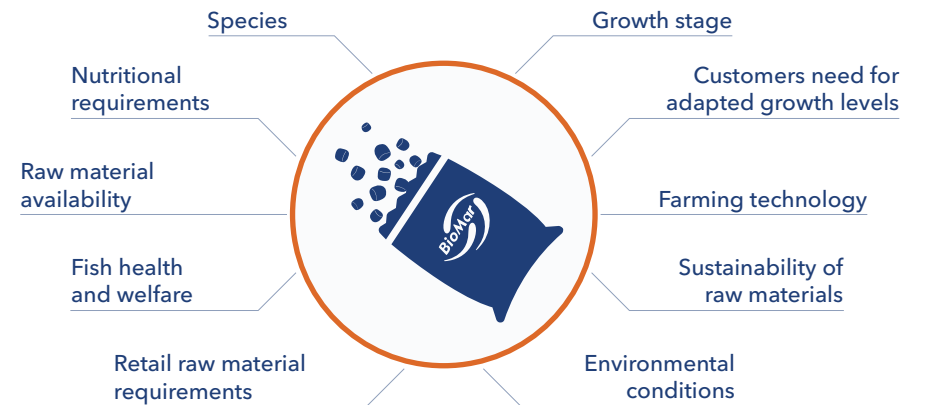 Species
Growth stage
Nutritional
requirements
Customers need for
adapted growth levels
Raw material
availability
Farming technology
BioMar
Fish health
and welfare
Sustainability of
raw materials
Retail raw material
requirements
Environmental
conditions